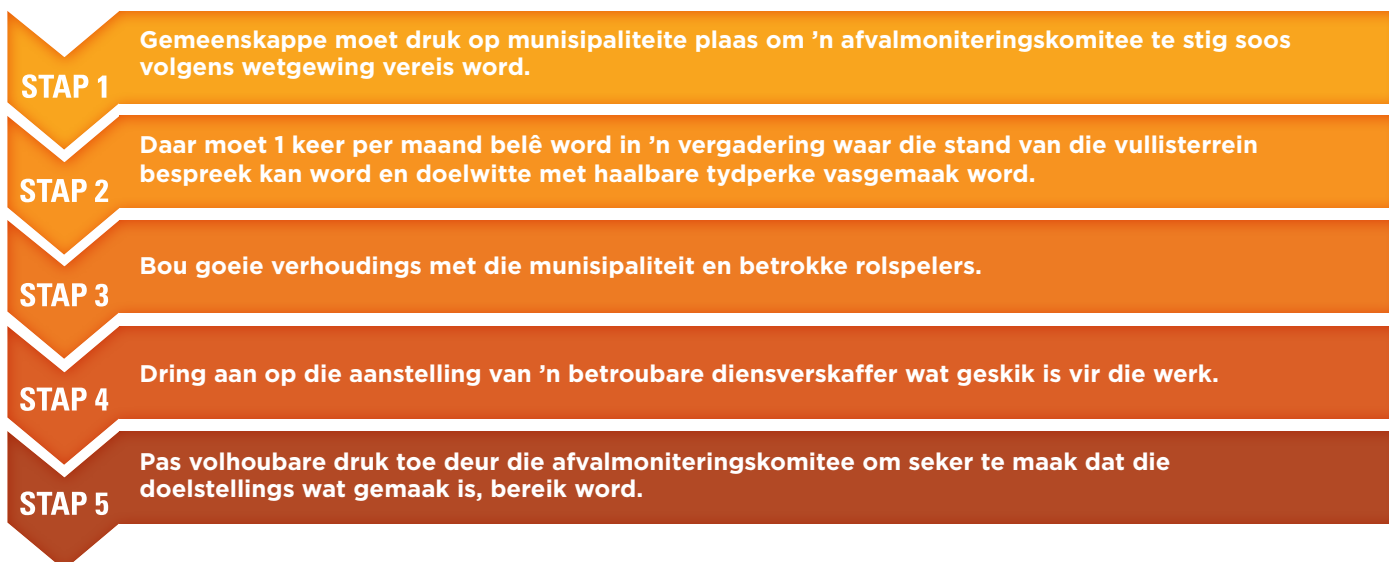 STAP 1
Gemeenskappe moet druk op munisipaliteite plaas om ’n afvalmoniteringskomitee te stig soos
volgens wetgewing vereis word.
STAP 2
Daar moet 1 keer per maand belê word in ’n vergadering waar die stand van die vullisterrein
bespreek kan word en doelwitte met haalbare tydperke vasgemaak word.
STAP 3
Bou goeie verhoudings met die munisipaliteit en betrokke rolspelers.
STAP 4
Dring aan op die aanstelling van ’n betroubare diensverskaffer wat geskik is vir die werk.
STAP 5
Pas volhoubare druk toe deur die afvalmoniteringskomitee om seker te maak dat die
doelstellings wat gemaak is, bereik word.